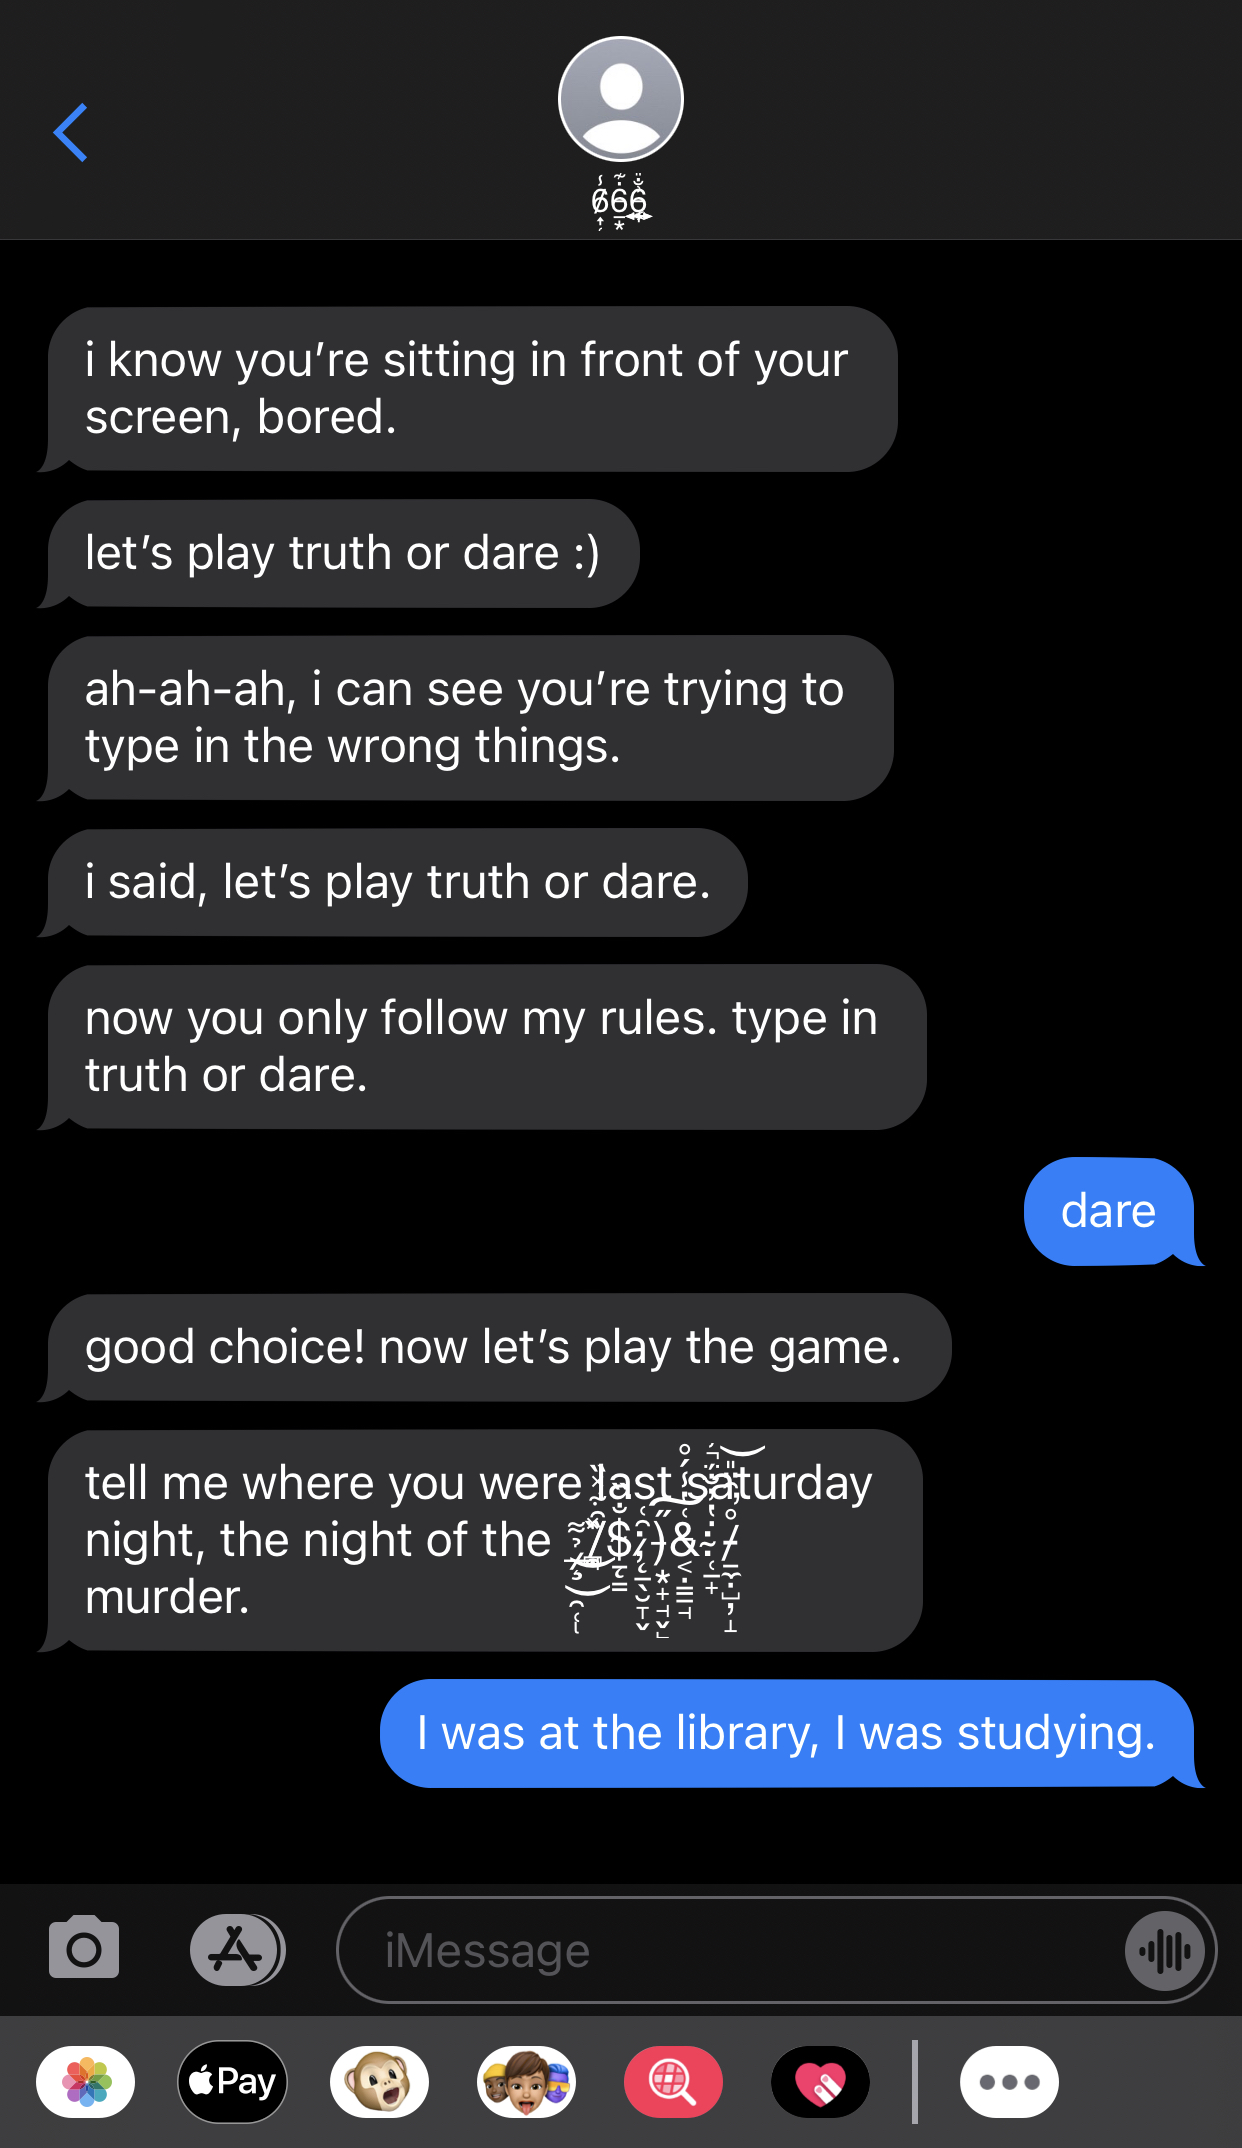 666
i know you’re sitting in front of your
screen, bored.
let’s play truth or dare :)
ah-ah-ah, i can see you’re trying to
type in the wrong things.
i said, let’s play truth or dare.
now you only follow my rules. type in
truth or dare.
dare
good choice! now let’s play the game.
tell me where you were last saturday
night, the night of the
murder.
I was at the library, I was studying.
iMessage
Pay